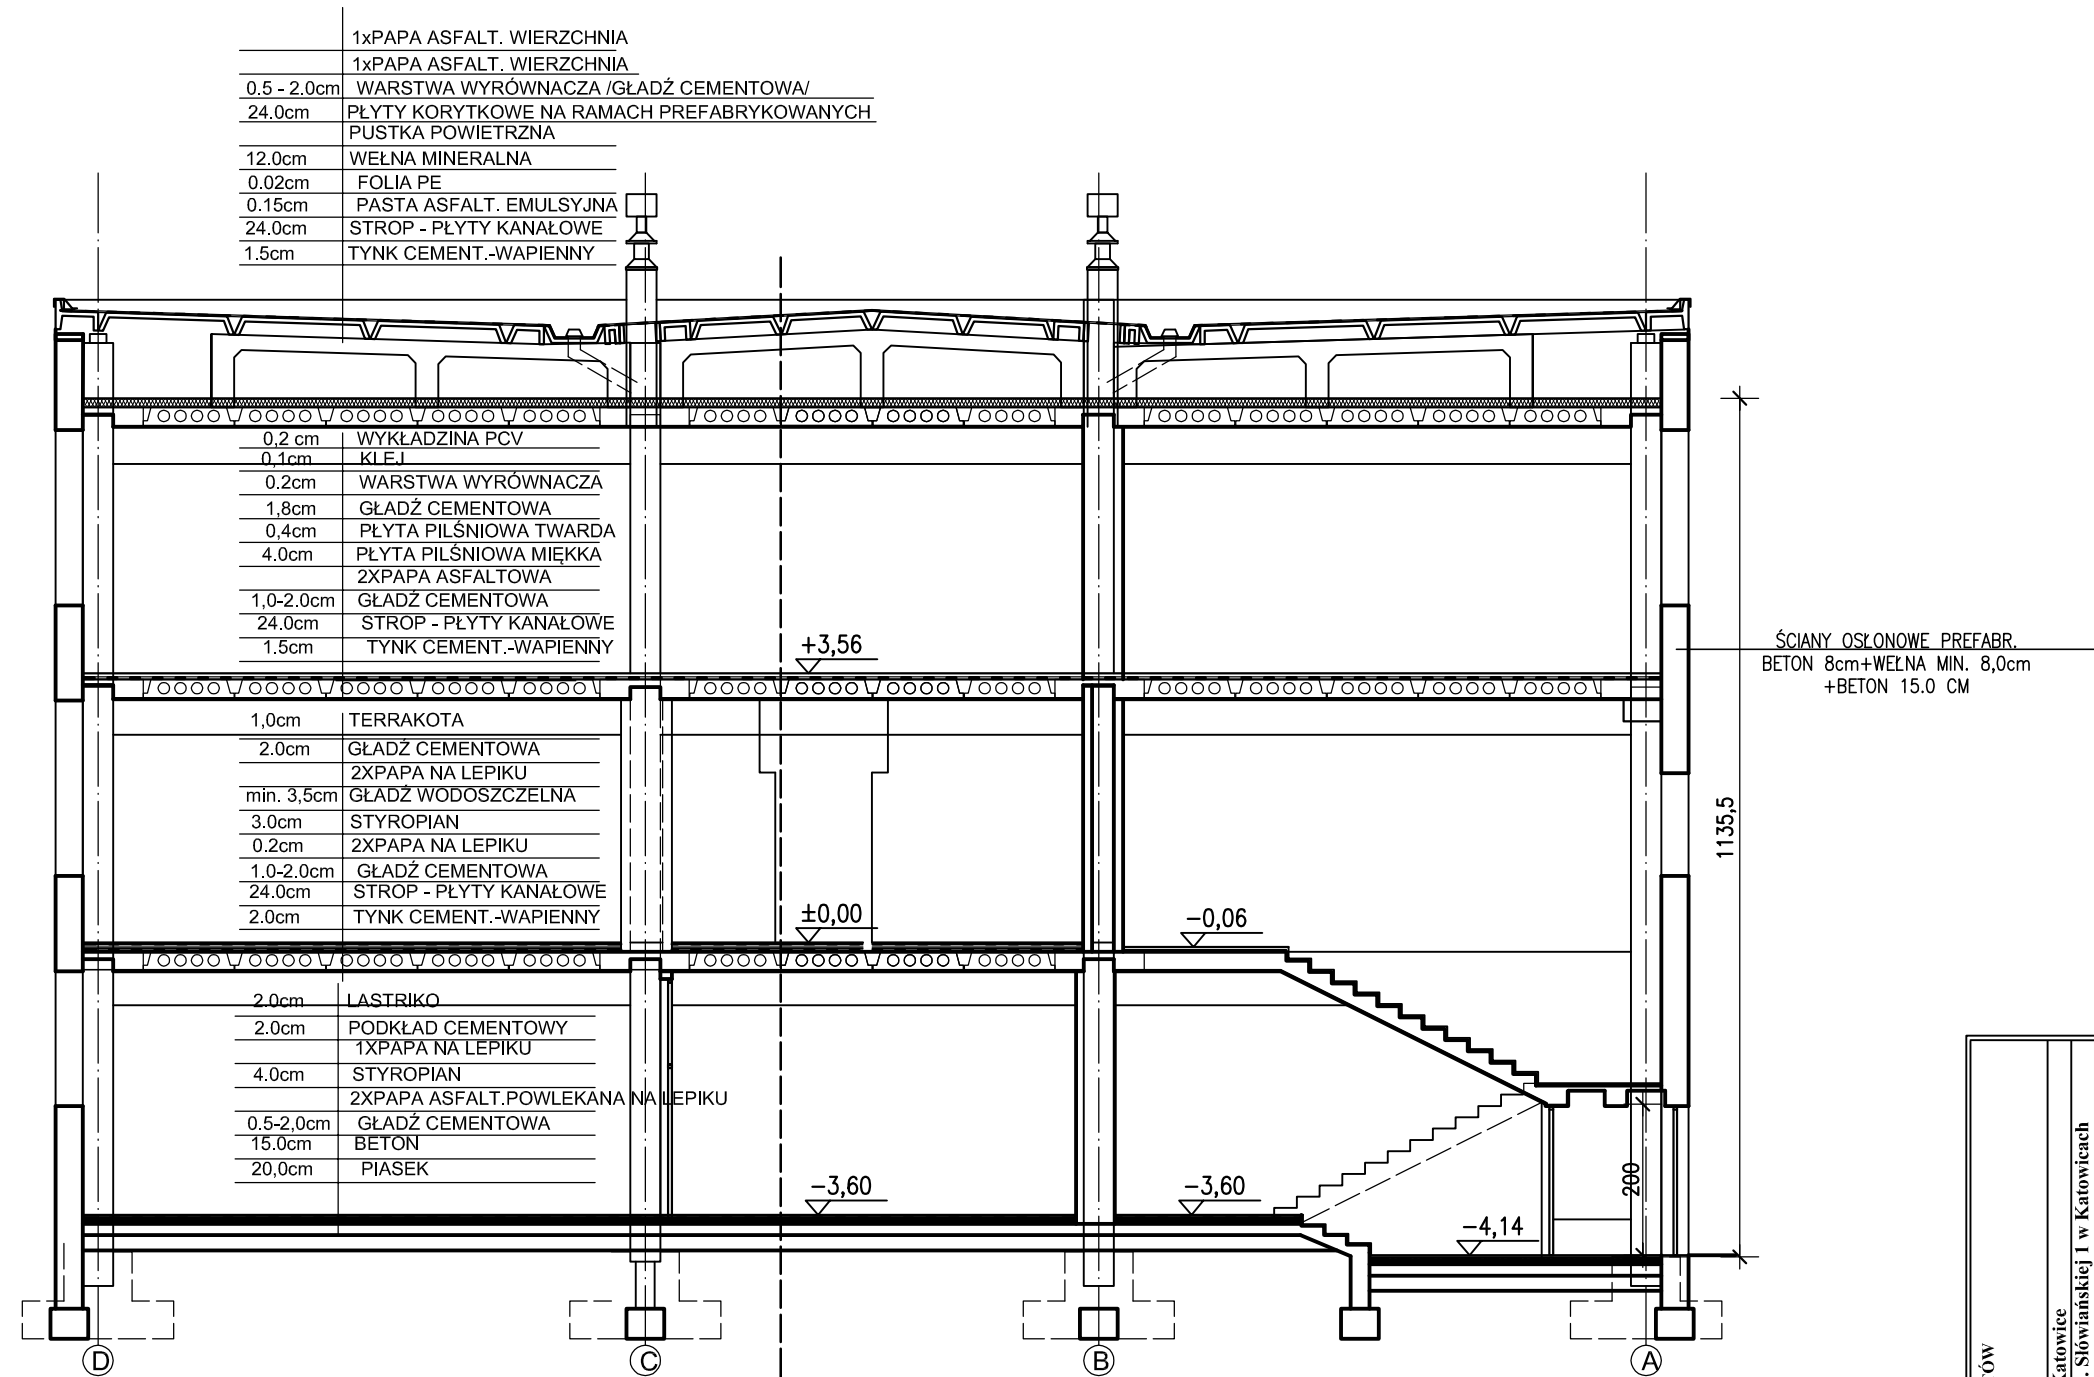 1xPAPA ASFALT. WIERZCHNIA
1xPAPA ASFALT. WIERZCHNIA
0.5 - 2.0cm WARSTWA WYRÓWNACZA /GŁADŹ CEMENTOWA/
24.0cm PŁYTY KORYTKOWE NA RAMACH PREFABRYKOWANYCH
PUSTKA POWIETRZNA
12.0cm WEŁNA MINERALNA
0.02cm FOLIA PE
0.15cm PASTA ASFALT. EMULSYJNA
24.0cm STROP - PŁYTY KANAŁOWE
1.5cm TYNK CEMENT.-WAPIENNY
0,2 cm WYKŁADZINA PCV
0,1cm KLEJ
0.2cm WARSTWA WYRÓWNACZA
1,8cm GŁADŹ CEMENTOWA
0,4cm PŁYTA PILŚNIOWA TWARDA
4.0cm PŁYTA PILŚNIOWA MIĘKKA
2XPAPA ASFALTOWA
1,0-2.0cm GŁADŹ CEMENTOWA
24.0cm STROP - PŁYTY KANAŁOWE
1.5cm TYNK CEMENT.-WAPIENNY
+3,56
ŚCIANY OSŁONOWE PREFABR.
BETON 8cm+WEŁNA MIN. 8,0cm
+BETON 15.0 CM
1,0cm TERRAKOTA
2.0cm GŁADŹ CEMENTOWA
2XPAPA NA LEPIKU
min. 3,5cm GŁADŹ WODOSZCZELNA
3.0cm STYROPIAN
0.2cm 2XPAPA NA LEPIKU
1.0-2.0cm GŁADŹ CEMENTOWA
24.0cm STROP - PŁYTY KANAŁOWE
2.0cm TYNK CEMENT.-WAPIENNY
±0,00
-0,06
1135,5
2.0cm LASTRIKO
2.0cm PODKŁAD CEMENTOWY
1XPAPA NA LEPIKU
4.0cm STYROPIAN
2XPAPA ASFALT.POWLEKANA NA LEPIKU
0.5-2,0cm GŁADŹ CEMENTOWA
15.0cm BETON
20,0cm PIASEK
-3,60
-3,60
-4,14
200
D
C
B
A
. Słowiańskiej 1 w Katowicach